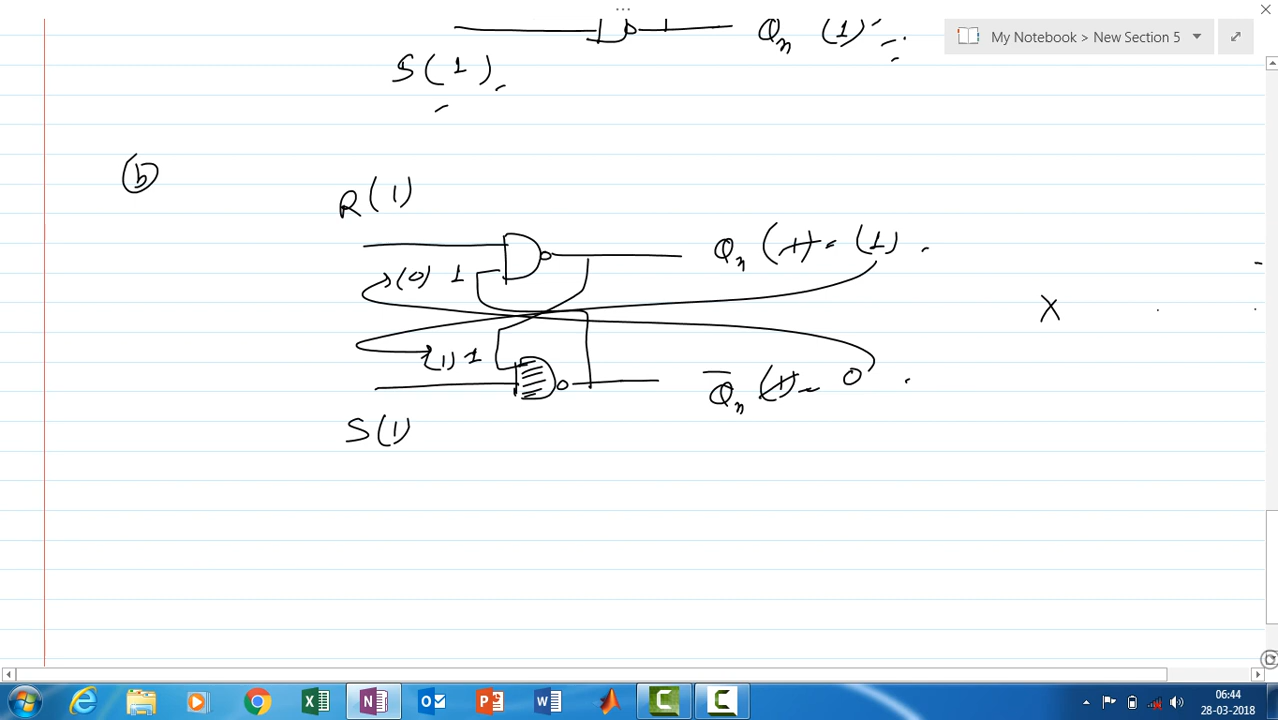 Qn (1)
My Notebook > New Section 5
S(1)
(b)
R(1)
Qn (1) = (1)
(0) 1
X
(1) 1
Q̅n (1) = 0
S(1)
06:44
28-03-2018